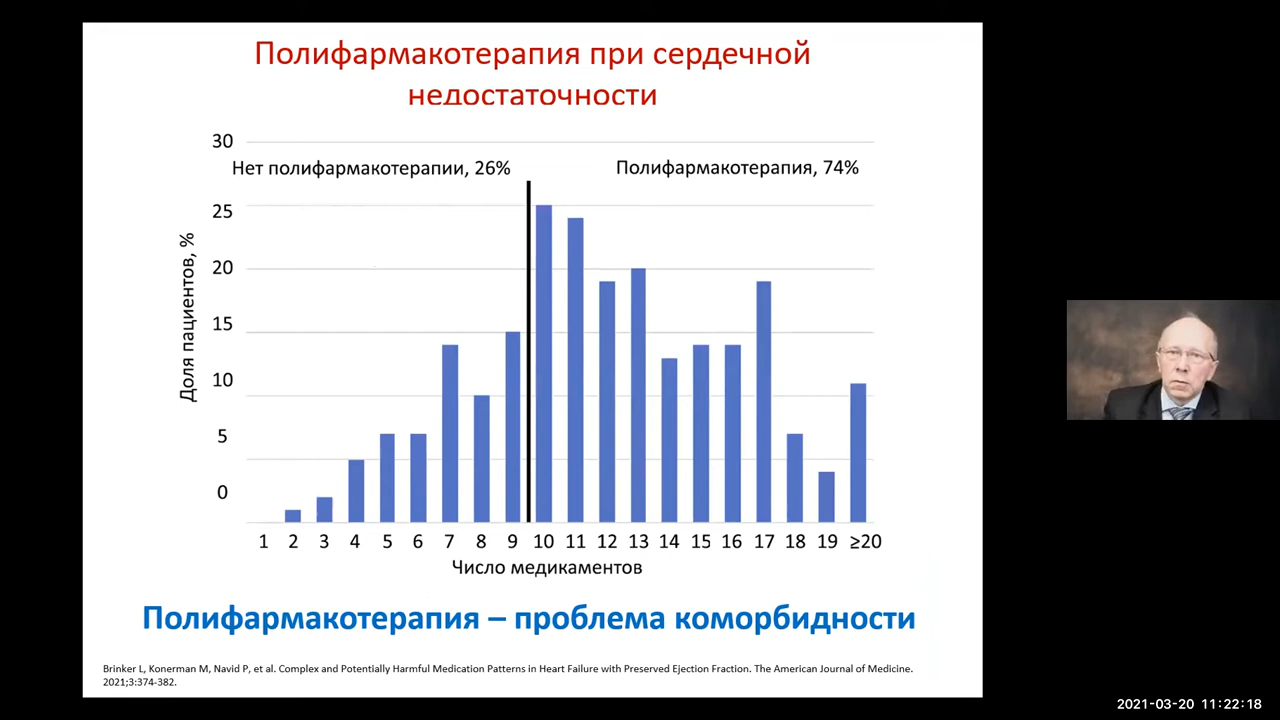 Полифармакотерапия при сердечной
недостаточности
30
Нет полифармакотерапии, 26%
Полифармакотерапия, 74%
25
20
15
10
5
0
Доля пациентов, %
1 2 3 4 5 6 7 8 9 10 11 12 13 14 15 16 17 18 19 ≥20
Число медикаментов
Полифармакотерапия – проблема коморбидности
Brinker L, Konerman M, Navid P, et al. Complex and Potentially Harmful Medication Patterns in Heart Failure with Preserved Ejection Fraction. The American Journal of Medicine.
2021;3:374-382.
2021-03-20 11:22:18